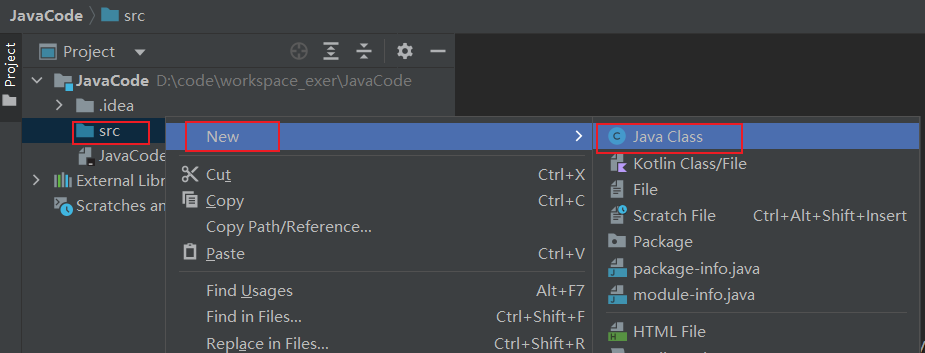 JavaCode src
Project
Project
JavaCode D:\code\workspace_exer\JavaCode
.idea
src
JavaCode
External Libr
Scratches an
New
Cut Ctrl+X
Copy Ctrl+C
Copy Path/Reference...
Paste Ctrl+V
Find Usages Alt+F7
Find in Files... Ctrl+Shift+F
Replace in Files... Ctrl+Shift+R
Java Class
Kotlin Class/File
File
Scratch File Ctrl+Alt+Shift+Insert
Package
package-info.java
module-info.java
HTML File